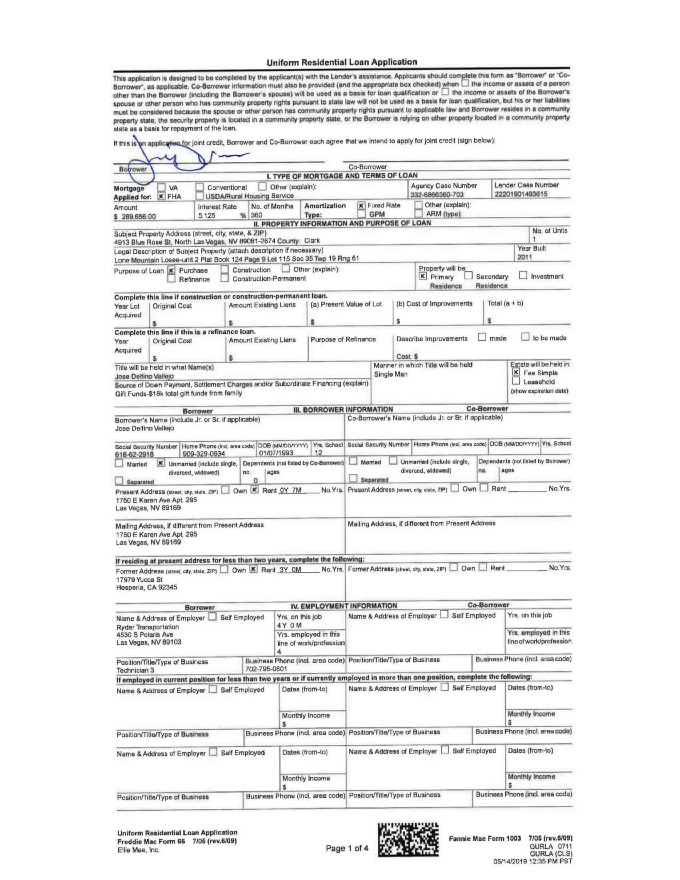 Uniform Residential Loan Application
This application is designed to be completed by the applicant(s) with the Lender's assistance. Applicants should complete this form as "Borrower" or "Co-
Borrower", as applicable. Co-Borrower information must also be provided (and the appropriate box checked) when the income or assets of a person
other than the Borrower (including the Borrower's spouse) will be used as a basis for loan qualification or the income or assets of the Borrower's
spouse or other person who has community property rights pursuant to state law will not be used as a basis for loan qualification, but his or her liabilities
must be considered because the spouse or other person has community property rights pursuant to applicable law and Borrower resides in a community
property state, the security property is located in a community property state, or the Borrower is relying on other property located in a community property
state as a basis for repayment of the loan.
If this is an application for joint credit, Borrower and Co-Borrower each agree that we intend to apply for joint credit (sign below):
Borrower Co-Borrower
I. TYPE OF MORTGAGE AND TERMS OF LOAN
Mortgage VA Conventional Other (explain): Agency Case Number Lender Case Number
Applied for: x FHA USDA/Rural Housing Service 332-6866360-703 22201901493615
Amount Interest Rate No. of Months Amortization x Fixed Rate Other (explain):
$ 289,656.00 5.125 % 360 Type: GPM ARM (type):
II. PROPERTY INFORMATION AND PURPOSE OF LOAN
Subject Property Address (street, city, state, & ZIP) No. of Units
4913 Blue Rose St, North Las Vegas, NV 89081-2674 County: Clark 1
Legal Description of Subject Property (attach description if necessary) Year Built
Lone Mountain Losee-unit 2 Plat Book 124 Page 9 Lot 115 Sec 35 Twp 19 Rng 61 2011
Purpose of Loan x Purchase Construction Other (explain): Property will be
Refinance Construction-Permanent x Primary Residence Secondary Residence Investment
Complete this line if construction or construction-permanent loan.
Year Lot Original Cost Amount Existing Liens (a) Present Value of Lot (b) Cost of Improvements Total (a + b)
Acquired
$ $ $ $ $
Complete this line if this is a refinance loan.
Year Original Cost Amount Existing Liens Purpose of Refinance Describe Improvements made to be made
Acquired
$ $ Cost: $
Title will be held in what Name(s) Manner in which Title will be held Estate will be held in:
Jose Delfino Vallejo Single Man x Fee Simple
Source of Down Payment, Settlement Charges and/or Subordinate Financing (explain) Leasehold
Gift Funds-$18k total gift funds from family (show expiration date)
Borrower III. BORROWER INFORMATION Co-Borrower
Borrower's Name (include Jr. or Sr. if applicable) Co-Borrower's Name (include Jr. or Sr. if applicable)
Jose Delfino Vallejo
Social Security Number Home Phone (incl. area code) DOB (MM/DD/YYYY) Yrs. School Social Security Number Home Phone (incl. area code) DOB (MM/DD/YYYY) Yrs. School
618-62-2918 909-329-0934 01/07/1993 12
Married x Unmarried (include single, Dependents (not listed by Co-Borrower) Married Unmarried (include single, Dependents (not listed by Borrower)
divorced, widowed) no. ages divorced, widowed) no. ages
Separated 0 Separated
Present Address (street, city, state, ZIP) Own x Rent 0Y 7M No.Yrs. Present Address (street, city, state, ZIP) Own Rent No.Yrs.
1750 E Karen Ave Apt. 295
Las Vegas, NV 89169
Mailing Address, if different from Present Address Mailing Address, if different from Present Address
1750 E Karen Ave Apt. 295
Las Vegas, NV 89169
If residing at present address for less than two years, complete the following:
Former Address (street, city, state, ZIP) Own x Rent 3Y 0M No.Yrs. Former Address (street, city, state, ZIP) Own Rent No.Yrs.
17979 Yucca St
Hesperia, CA 92345
Borrower IV. EMPLOYMENT INFORMATION Co-Borrower
Name & Address of Employer Self Employed Yrs. on this job Name & Address of Employer Self Employed Yrs. on this job
Ryder Transportation 4 Y 0 M
4530 S Polaris Ave Yrs. employed in this Yrs. employed in this
Las Vegas, NV 89103 line of work/profession line of work/profession
4
Position/Title/Type of Business Business Phone (incl. area code) Position/Title/Type of Business Business Phone (incl. area code)
Technician 3 702-795-0601
If employed in current position for less than two years or if currently employed in more than one position, complete the following:
Name & Address of Employer Self Employed Dates (from-to) Name & Address of Employer Self Employed Dates (from-to)
Monthly Income Monthly Income
$ $
Position/Title/Type of Business Business Phone (incl. area code) Position/Title/Type of Business Business Phone (incl. area code)
Name & Address of Employer Self Employed Dates (from-to) Name & Address of Employer Self Employed Dates (from-to)
Monthly Income Monthly Income
$ $
Position/Title/Type of Business Business Phone (incl. area code) Position/Title/Type of Business Business Phone (incl. area code)
Uniform Residential Loan Application
Freddie Mac Form 65 7/05 (rev.6/09)
Ellie Mae, Inc.
Page 1 of 4
Fannie Mae Form 1003 7/05 (rev.6/09)
GURLA 0711
GURLA (CLS)
05/14/2019 12:35 PM PST